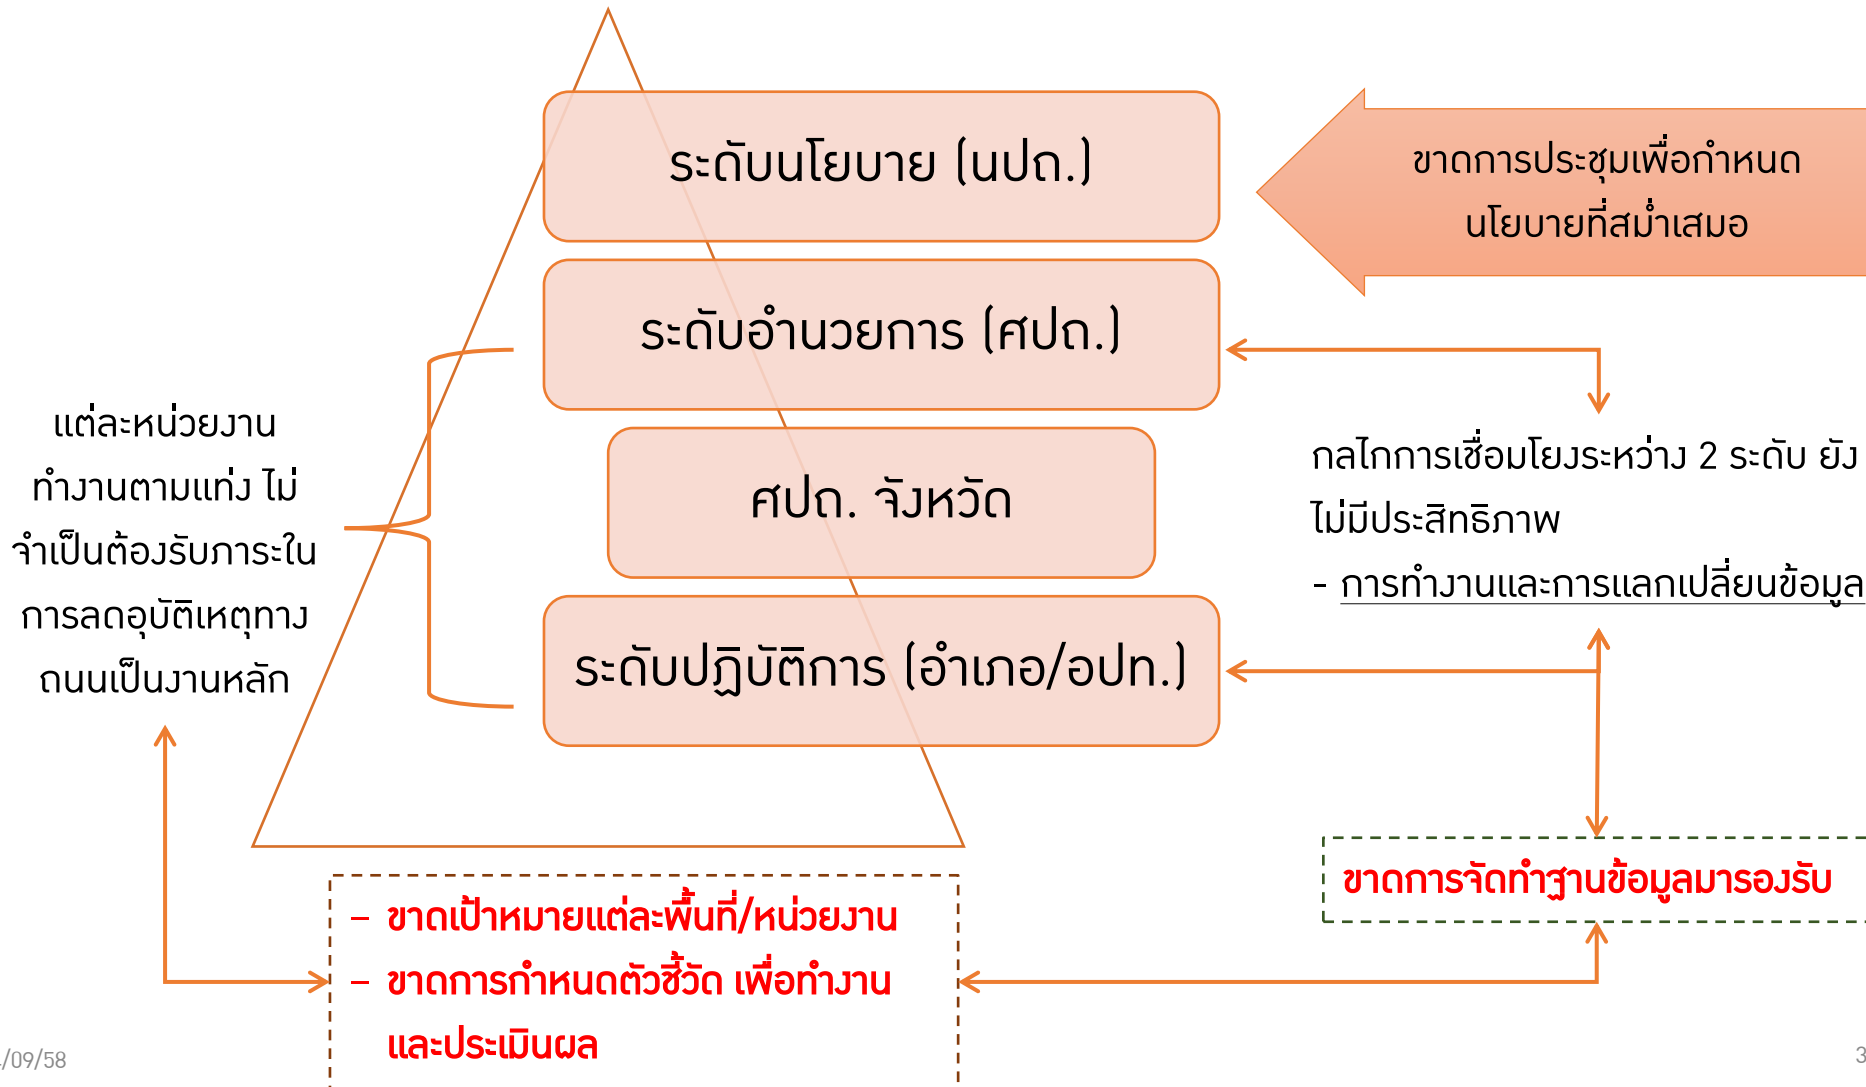 ระดับนโยบาย (นปถ.)
ขาดการประชุมเพื่อกำหนด
นโยบายที่สม่ำเสมอ
ระดับอำนวยการ (ศปถ.)
แต่ละหน่วยงาน
ทำงานตามแท่ง ไม่
จำเป็นต้องรับภาระใน
การลดอุบัติเหตุทาง
ถนนเป็นงานหลัก
ศปถ. จังหวัด
กลไกการเชื่อมโยงระหว่าง 2 ระดับ ยัง
ไม่มีประสิทธิภาพ
- การทำงานและการแลกเปลี่ยนข้อมูล
ระดับปฏิบัติการ (อำเภอ/อปท.)
ขาดการจัดทำฐานข้อมูลมารองรับ
– ขาดเป้าหมายแต่ละพื้นที่/หน่วยงาน
– ขาดการกำหนดตัวชี้วัด เพื่อทำงาน
และประเมินผล
/09/58
3